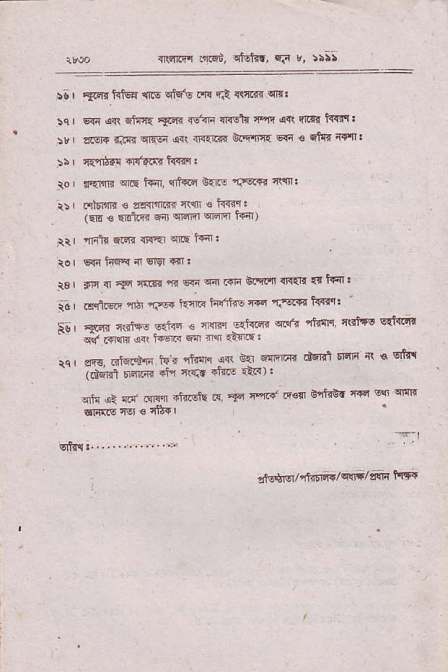 ২৮৩০ বাংলাদেশ গেজেট, অতিরিক্ত, জুন ৮, ১৯৯৯
১৬। স্কুলের বিভিন্ন খাতে অর্জিত শেষ দুই বৎসরের আয়ঃ
১৭। ভবন এবং জমিসহ স্কুলের বর্তমান যাবতীয় সম্পদ এবং দায়ের বিবরণঃ
১৮। প্রত্যেক রুমের আয়তন এবং ব্যবহারের উদ্দেশ্যসহ ভবন ও জমির নকশাঃ
১৯। সহপাঠক্রম কার্যক্রমের বিবরণঃ
২০। গ্রন্থাগার আছে কিনা, থাকিলে উহাতে পুস্তকের সংখ্যাঃ
২১। শৌচাগার ও প্রশ্রাবাগারের সংখ্যা ও বিবরণঃ
(ছাত্র ও ছাত্রীদের জন্য আলাদা আলাদা কিনা)
২২। পানীয় জলের ব্যবস্থা আছে কিনাঃ
২৩। ভবন নিজস্ব না ভাড়া করাঃ
২৪। ক্লাস বা স্কুল সময়ের পর ভবন অন্য কোন উদ্দেশ্যে ব্যবহার হয় কিনাঃ
২৫। শ্রেণীভেদে পাঠ্য পুস্তক হিসাবে নির্ধারিত সকল পুস্তকের বিবরণঃ
২৬। স্কুলের সংরক্ষিত তহবিল ও সাধারণ তহবিলের অর্থের পরিমাণ, সংরক্ষিত তহবিলের
অর্থ কোথায় এবং কিভাবে জমা রাখা হইয়াছেঃ
২৭। প্রদত্ত, রেজিস্ট্রেশন ফি'র পরিমাণ এবং উহা জমাদানের ট্রেজারী চালান নং ও তারিখ
(ট্রেজারী চালানের কপি সংযুক্ত করিতে হইবে)ঃ
আমি এই মর্মে ঘোষণা করিতেছি যে, স্কুল সম্পর্কে দেওয়া উপরিউক্ত সকল তথ্য আমার
জ্ঞানমতে সত্য ও সঠিক।
তারিখঃ..................
প্রতিষ্ঠাতা/পরিচালক/অধ্যক্ষ/প্রধান শিক্ষক